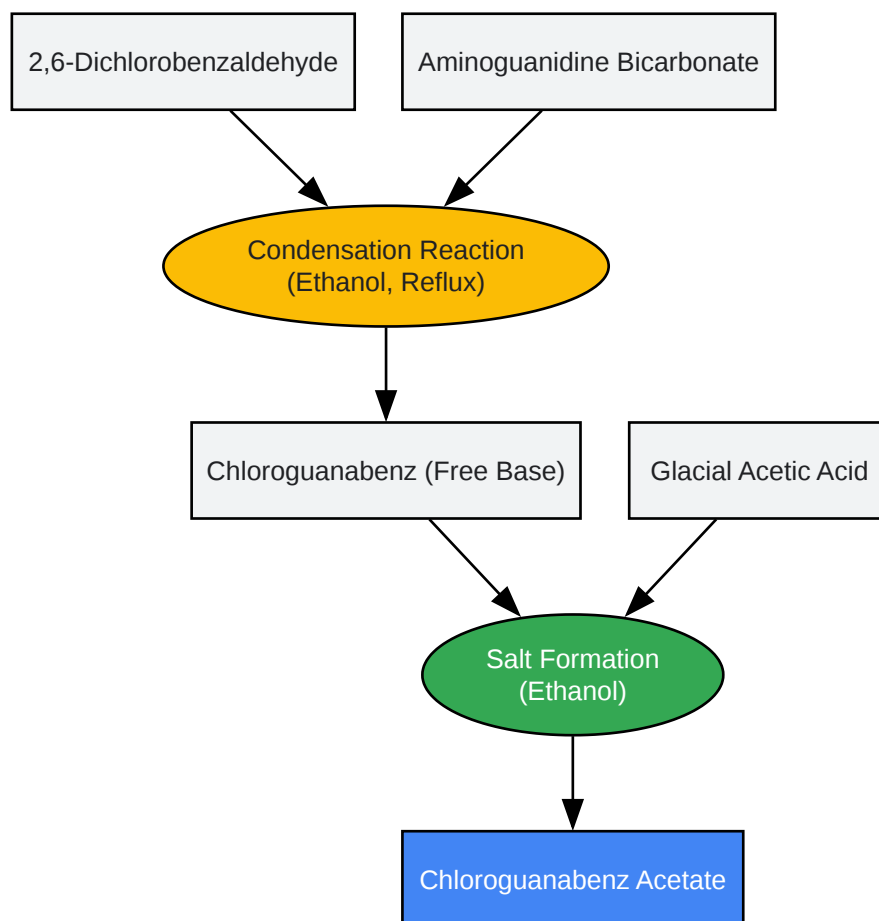 2,6-Dichlorobenzaldehyde
Aminoguanidine Bicarbonate
Condensation Reaction
(Ethanol, Reflux)
Chloroguanabenz (Free Base)
Glacial Acetic Acid
Salt Formation
(Ethanol)
Chloroguanabenz Acetate